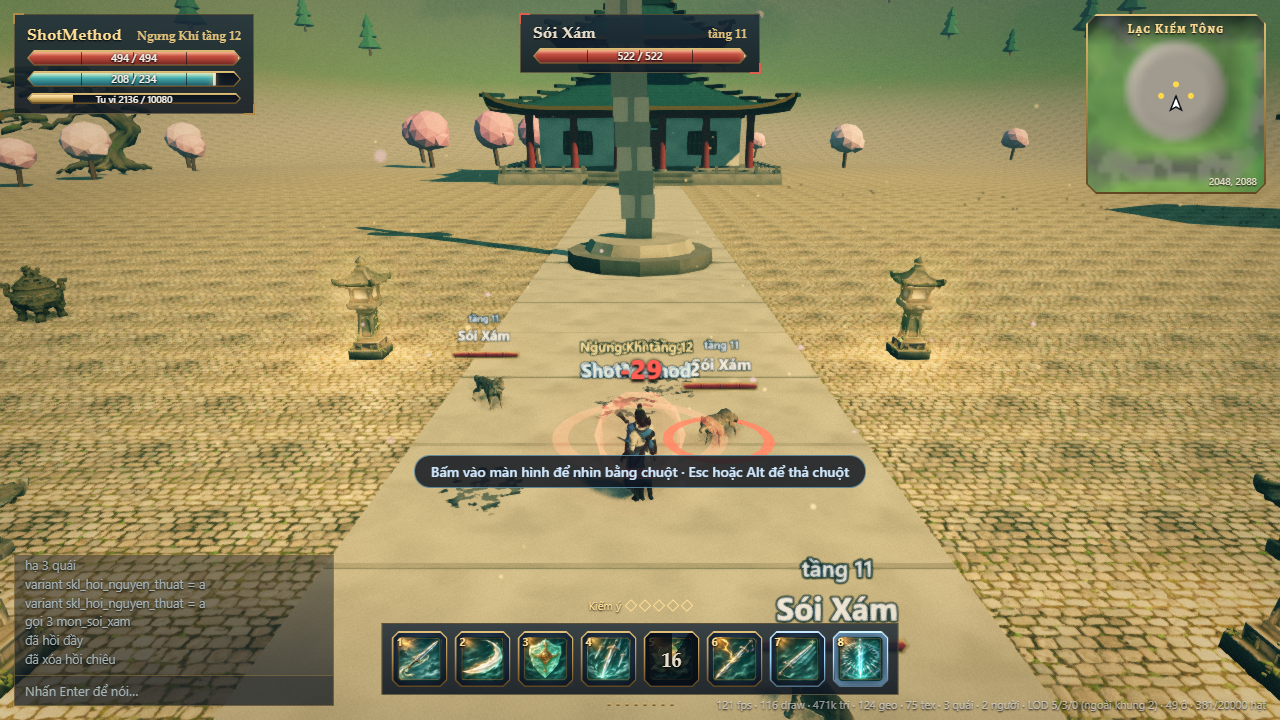 ShotMethod Ngưng Khí tầng 12
494 / 494
208 / 234
Tu vi 2136 / 10080
Sói Xám tầng 11
522 / 522
LẠC KIẾM TÔNG
2048, 2088
tầng 11
Sói Xám
Ngưng Khí tầng 12
-29
tầng 11
Sói Xám
Bấm vào màn hình để nhìn bằng chuột · Esc hoặc Alt để thả chuột
tầng 11
Sói Xám
hạ 3 quái
variant skl_hoi_nguyen_thuat = a
variant skl_hoi_nguyen_thuat = a
gọi 3 mon_soi_xam
đã hồi đầy
đã xóa hồi chiêu
Nhấn Enter để nói...
Kiếm ý
1 2 3 4 16 6 7 8
121 fps · 116 draw · 471k tri · 124 geo · 75 tex · 3 quái · 2 người · LOD 5/370 (ngoài khung 2)